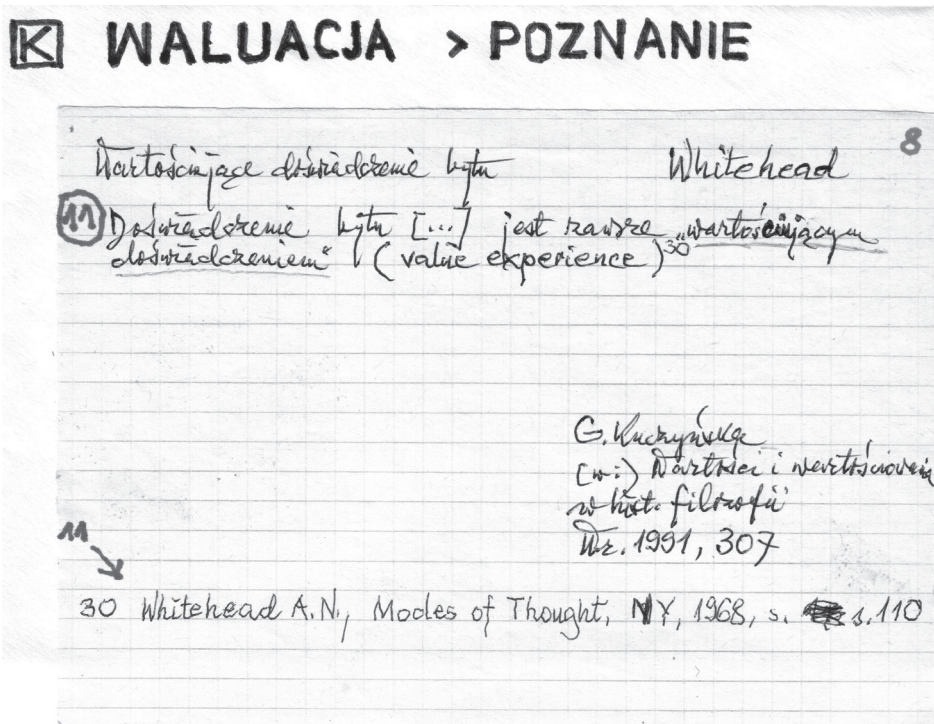 K WALUACJA > POZNANIE
8
Wartościujące doświadczenie bytu Whitehead
11 Doświadczenie bytu [...] jest zawsze „wartościującym
doświadczeniem" (value experience)30
G. Kuczyńska
[w:) Wartości i wartościowania
w hist. filozofii
Wr. 1991, 307
11
30 Whitehead A.N., Modes of Thought, NY, 1968, s. s.110